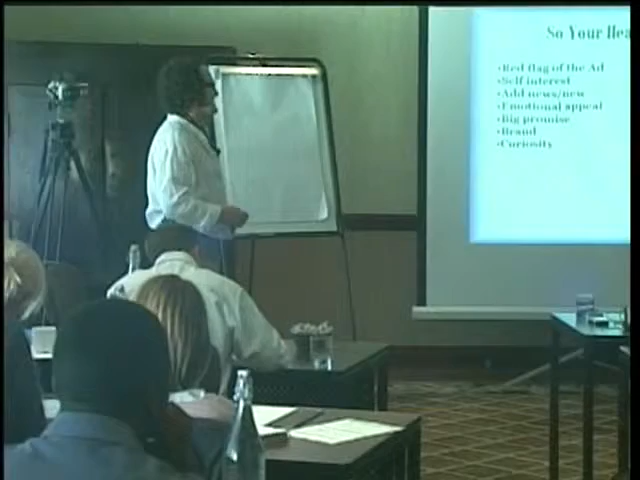 So Your Hea
•Red flag of the Ad
•Self interest
•Add news/new
•Emotional appeal
•Big promise
•Brand
•Curiosity